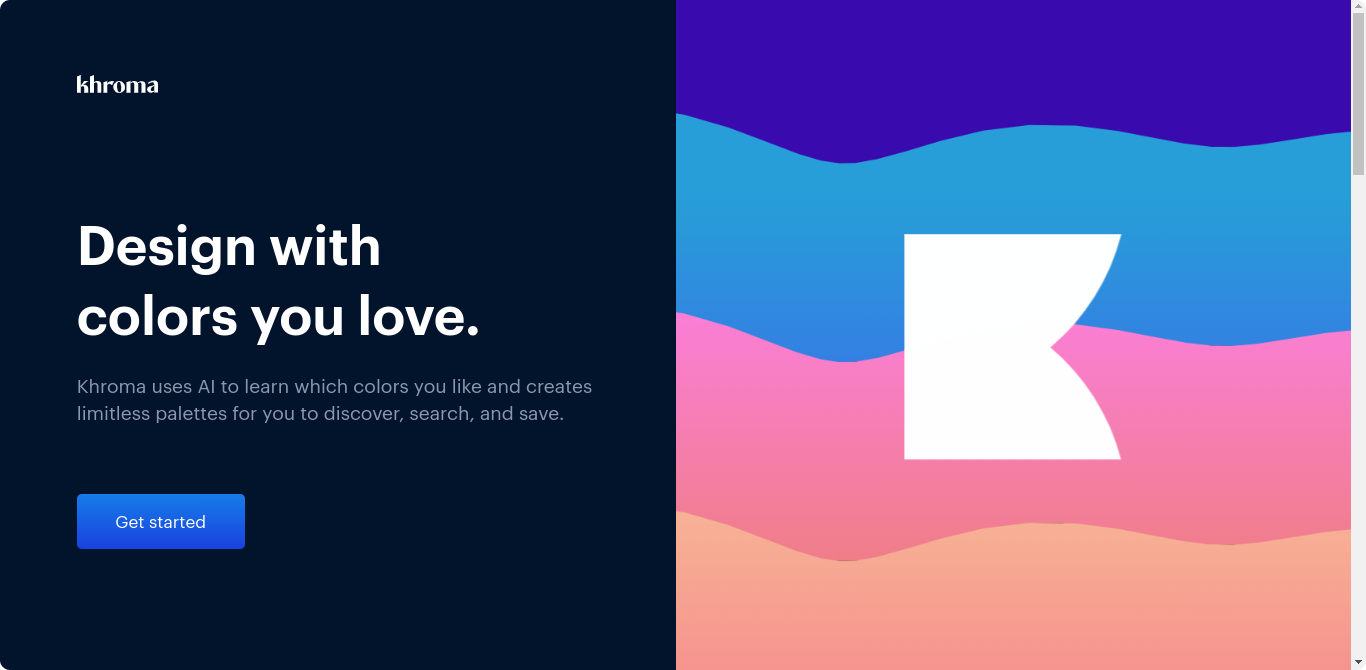 khroma
Design with
colors you love.
Khroma uses AI to learn which colors you like and creates
limitless palettes for you to discover, search, and save.
Get started